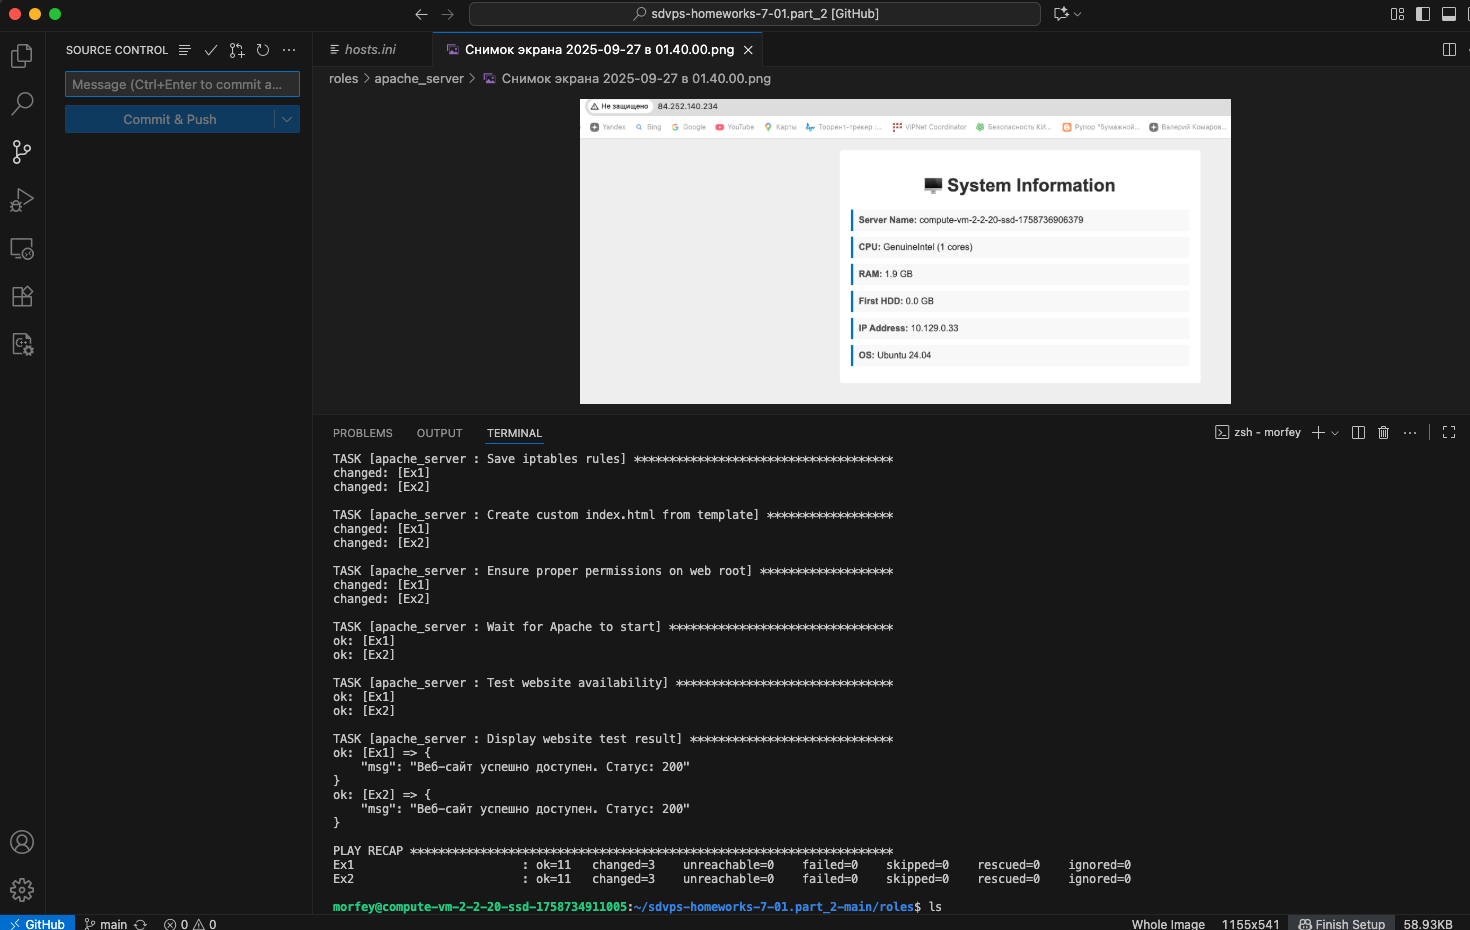 sdvps-homeworks-7-01.part_2 [GitHub]
SOURCE CONTROL
Message (Ctrl+Enter to commit a...
Commit & Push
hosts.ini
Снимок экрана 2025-09-27 в 01.40.00.png
roles > apache_server > Снимок экрана 2025-09-27 в 01.40.00.png
Не защищено 84.252.140.234
Yandex Bing Google YouTube Карты Торрент-трекер :... ViPNet Coordinator Безопасность КИ... Рупор "бумажной... Валерий Комаров...
System Information
Server Name: compute-vm-2-2-20-ssd-1758736906379
CPU: GenuineIntel (1 cores)
RAM: 1.9 GB
First HDD: 0.0 GB
IP Address: 10.129.0.33
OS: Ubuntu 24.04
PROBLEMS OUTPUT TERMINAL
zsh - morfey
TASK [apache_server : Save iptables rules] *************************************
changed: [Ex1]
changed: [Ex2]
TASK [apache_server : Create custom index.html from template] ******************
changed: [Ex1]
changed: [Ex2]
TASK [apache_server : Ensure proper permissions on web root] *******************
changed: [Ex1]
changed: [Ex2]
TASK [apache_server : Wait for Apache to start] ********************************
ok: [Ex1]
ok: [Ex2]
TASK [apache_server : Test website availability] *******************************
ok: [Ex1]
ok: [Ex2]
TASK [apache_server : Display website test result] *****************************
ok: [Ex1] => {
"msg": "Веб-сайт успешно доступен. Статус: 200"
}
ok: [Ex2] => {
"msg": "Веб-сайт успешно доступен. Статус: 200"
}
PLAY RECAP *********************************************************************
Ex1 : ok=11 changed=3 unreachable=0 failed=0 skipped=0 rescued=0 ignored=0
Ex2 : ok=11 changed=3 unreachable=0 failed=0 skipped=0 rescued=0 ignored=0
morfey@compute-vm-2-2-20-ssd-1758734911005:~/sdvps-homeworks-7-01.part_2-main/roles$ ls
GitHub main 0 0 Whole Image 1155x541 Finish Setup 58.93KB